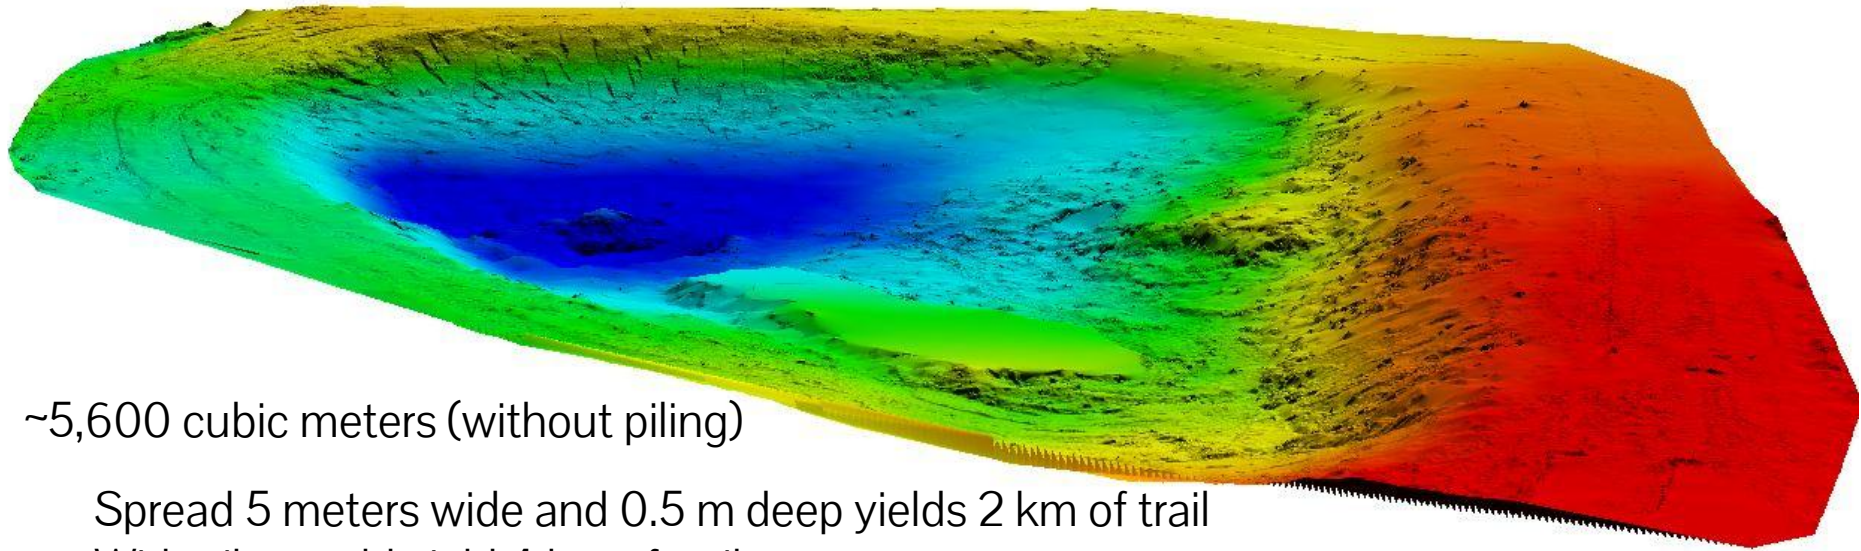 ~5,600 cubic meters (without piling)
Spread 5 meters wide and 0.5 m deep yields 2 km of trail